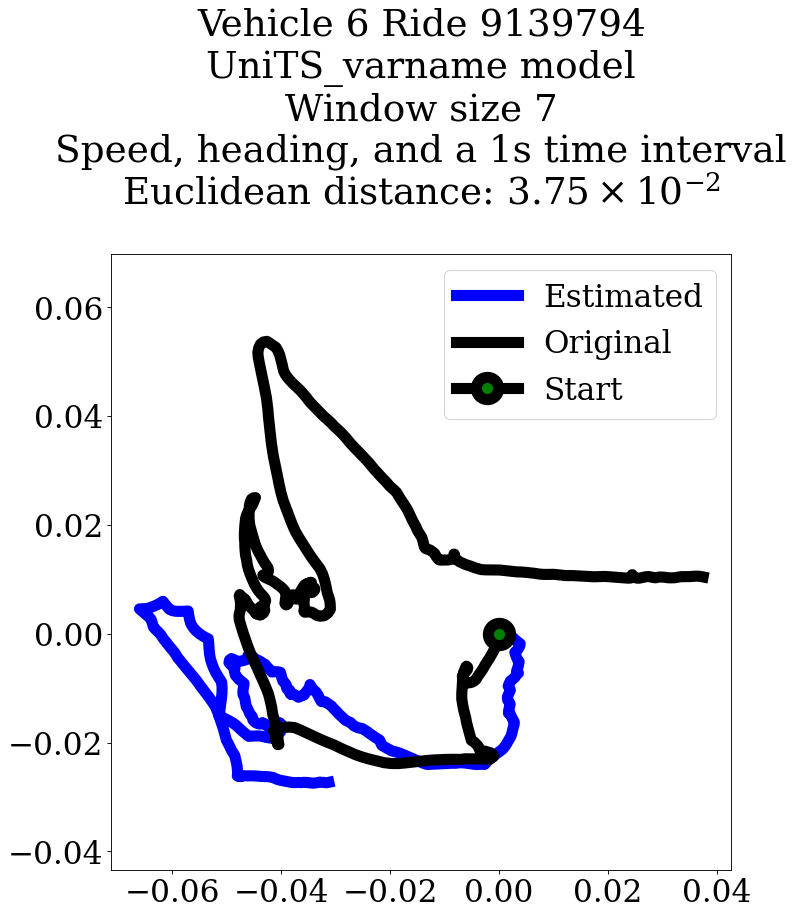 Vehicle 6 Ride 9139794
UniTS_varname model
Window size 7
Speed, heading, and a 1s time interval
Euclidean distance: 3.75 × 10⁻²
Estimated
Original
Start
0.06
0.04
0.02
0.00
−0.02
−0.04
−0.06 −0.04 −0.02 0.00 0.02 0.04